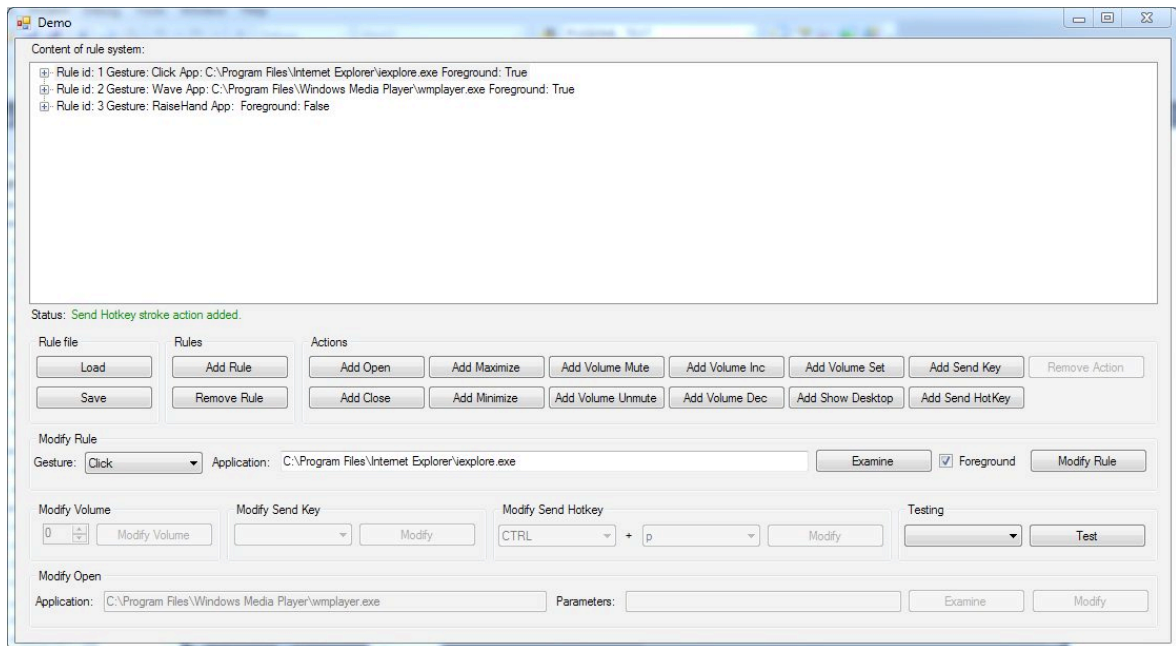 Demo
Content of rule system:
Rule id: 1 Gesture: Click App: C:\Program Files\Internet Explorer\iexplore.exe Foreground: True
Rule id: 2 Gesture: Wave App: C:\Program Files\Windows Media Player\wmplayer.exe Foreground: True
Rule id: 3 Gesture: RaiseHand App:  Foreground: False
Status: Send Hotkey stroke action added.
Rule file Rules Actions
Load Add Rule Add Open Add Maximize Add Volume Mute Add Volume Inc Add Volume Set Add Send Key Remove Action
Save Remove Rule Add Close Add Minimize Add Volume Unmute Add Volume Dec Add Show Desktop Add Send HotKey
Modify Rule
Gesture: Click Application: C:\Program Files\Internet Explorer\iexplore.exe Examine Foreground Modify Rule
Modify Volume Modify Send Key Modify Send Hotkey Testing
0 Modify Volume Modify CTRL + p Modify Test
Modify Open
Application: C:\Program Files\Windows Media Player\wmplayer.exe Parameters: Examine Modify